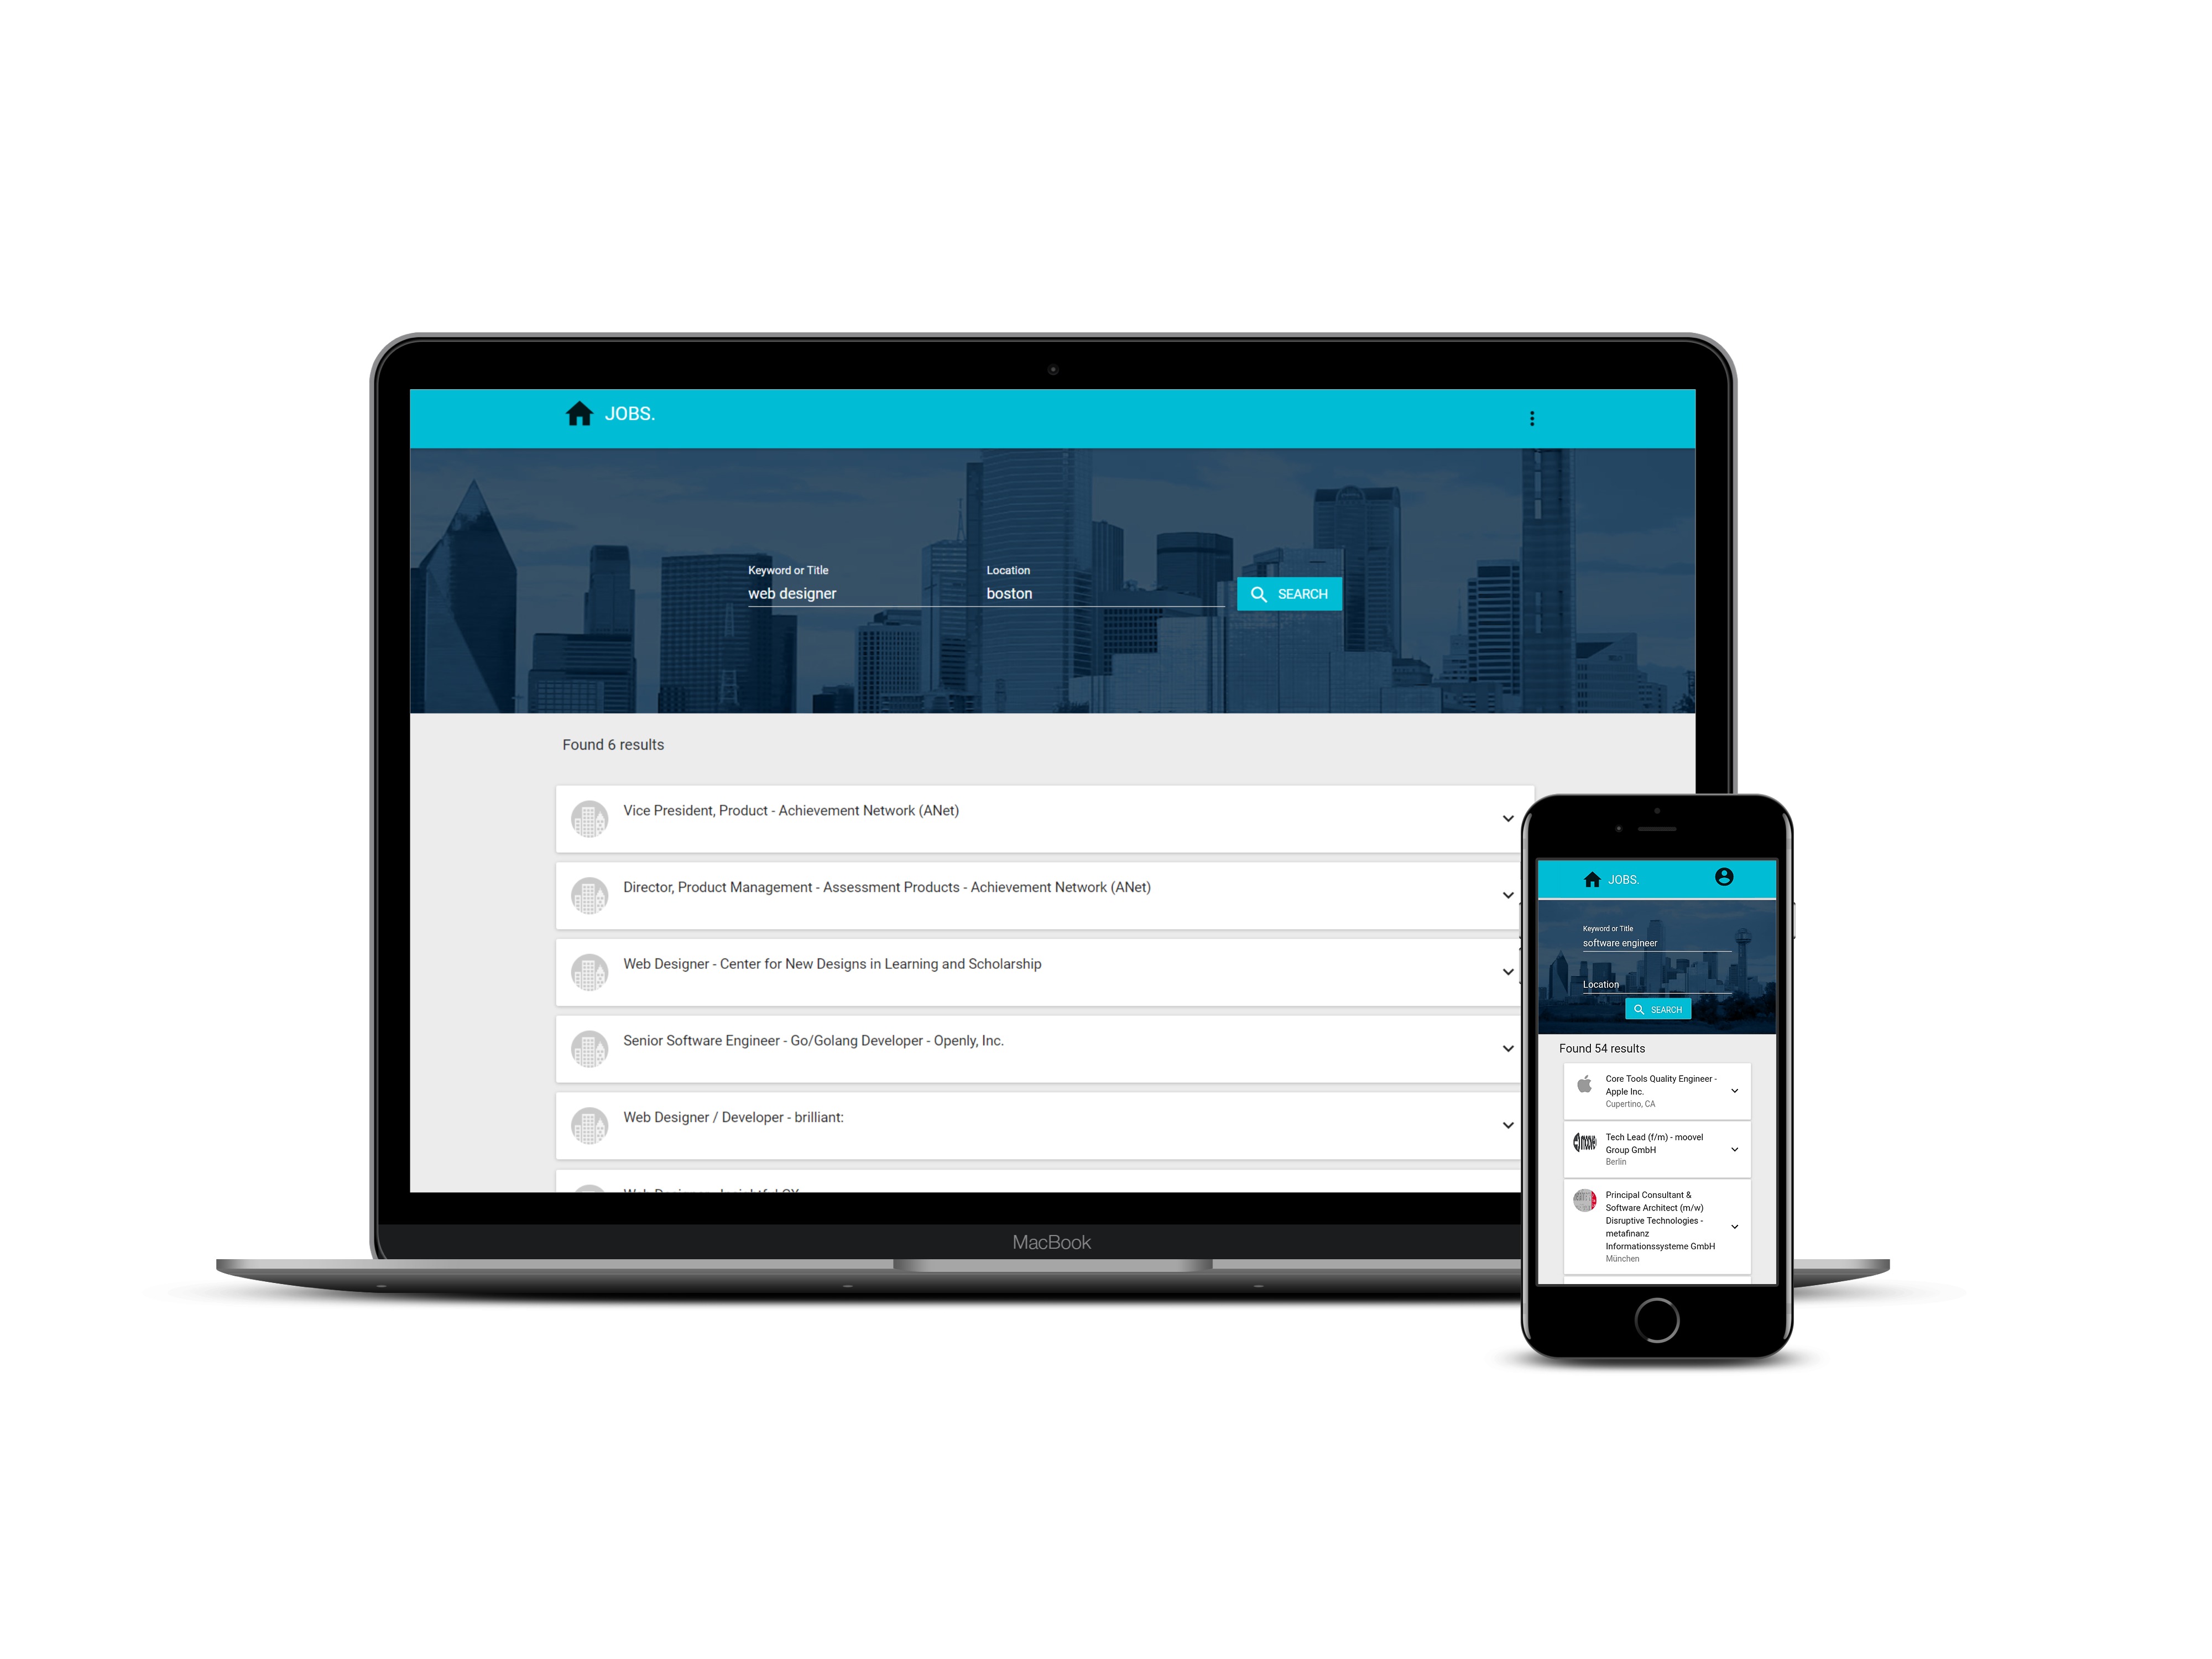 JOBS.
Keyword or Title
Location
web designer
boston
SEARCH
Found 6 results
Vice President, Product - Achievement Network (ANet)
Director, Product Management - Assessment Products - Achievement Network (ANet)
Web Designer - Center for New Designs in Learning and Scholarship
Senior Software Engineer - Go/Golang Developer - Openly, Inc.
Web Designer / Developer - brilliant:
MacBook
JOBS.
Keyword or Title
software engineer
Location
SEARCH
Found 54 results
Core Tools Quality Engineer -
Apple Inc.
Cupertino, CA
moovel
Tech Lead (f/m) - moovel
Group GmbH
Berlin
Principal Consultant &
Software Architect (m/w)
Disruptive Technologies -
metafinanz
Informationssysteme GmbH
München